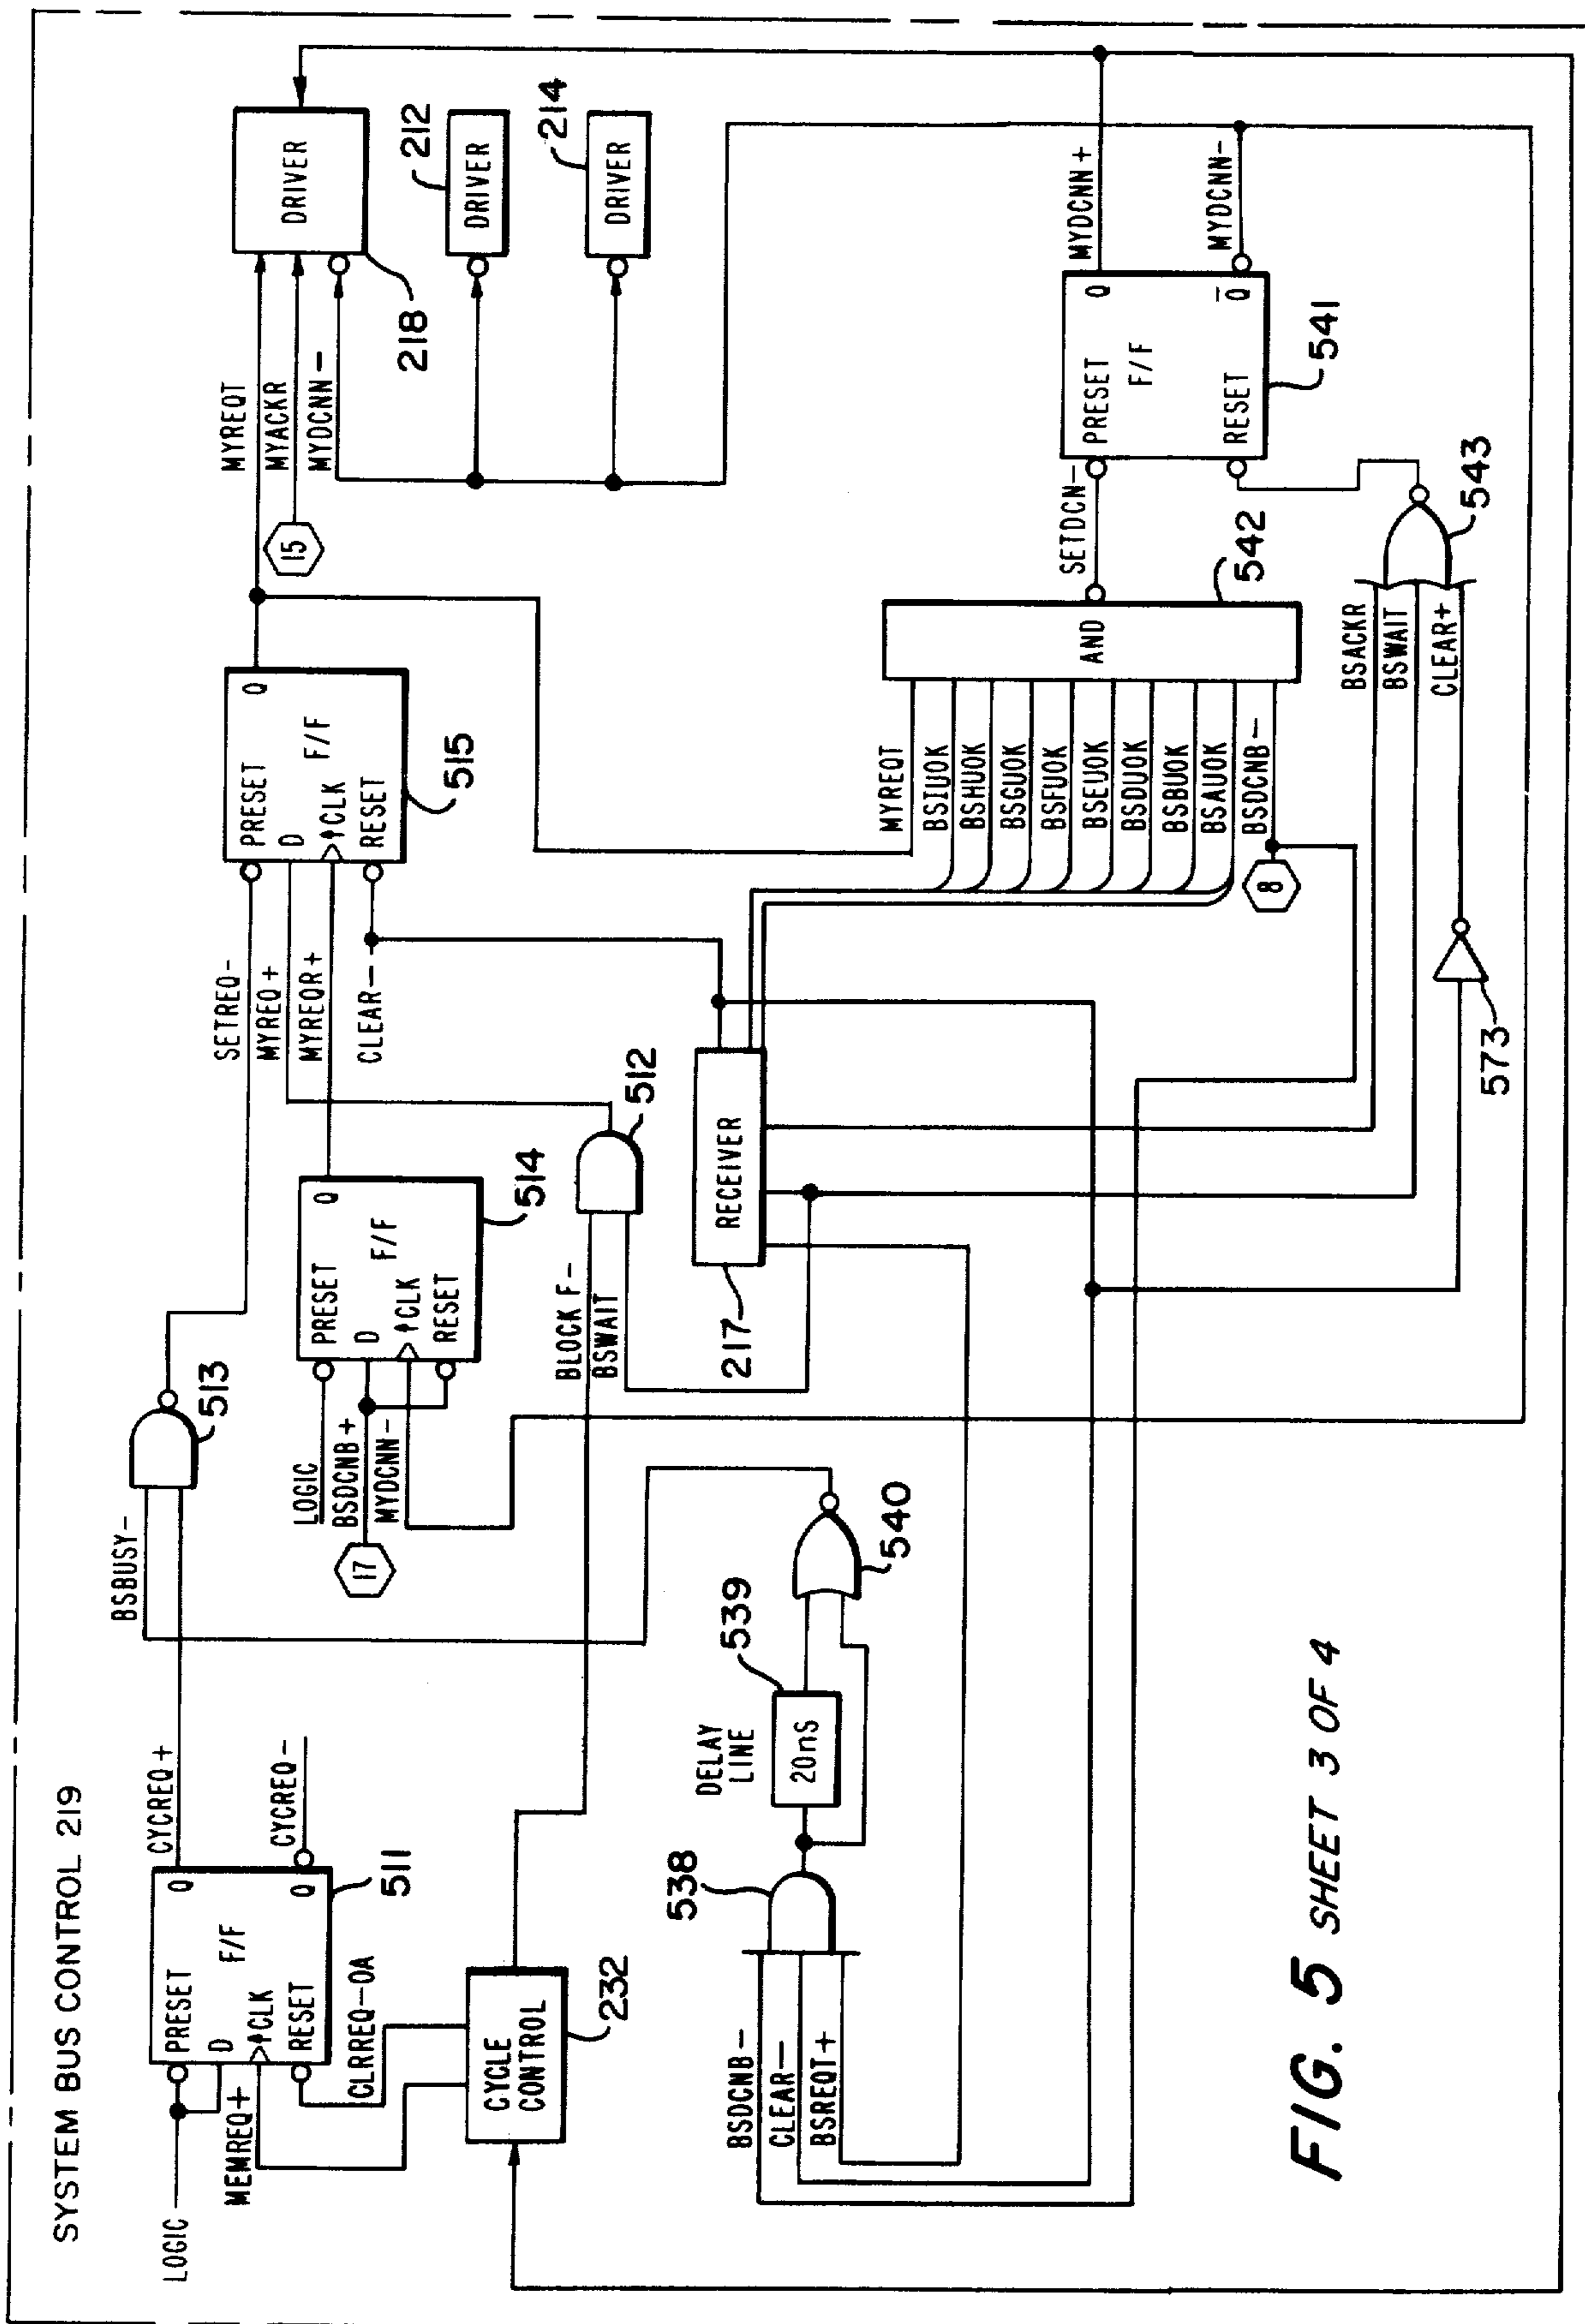 SYSTEM BUS CONTROL 219
LOGIC
PRESET
D
F/F
CLK
RESET
Q
Q
CYCREQ+
CYCREQ-
MEMREQ+
CLRREQ-0A
511
CYCLE
CONTROL
232
BSBUSY-
513
LOGIC
BSDCNB+
MYDCNN-
17
PRESET
D
F/F
CLK
RESET
Q
514
BLOCK F-
BSWAIT
512
SETREQ-
MYREQ+
MYREQR+
CLEAR-
PRESET
D
F/F
CLK
RESET
Q
515
MYREQT
MYACKR
MYDCNN-
15
DRIVER
218
DRIVER
212
DRIVER
214
BSDCNB-
CLEAR-
BSREQT+
538
DELAY
LINE
20nS
539
540
RECEIVER
217
MYREQT
BSIUOK
BSHUOK
BSGUOK
BSFUOK
BSEUOK
BSDUOK
BSBUOK
BSAUOK
BSDCNB-
8
AND
542
SETDCN-
PRESET
F/F
RESET
Q
Q
541
MYDCNN+
MYDCNN-
BSACKR
BSWAIT
CLEAR+
543
573
FIG. 5 SHEET 3 OF 4